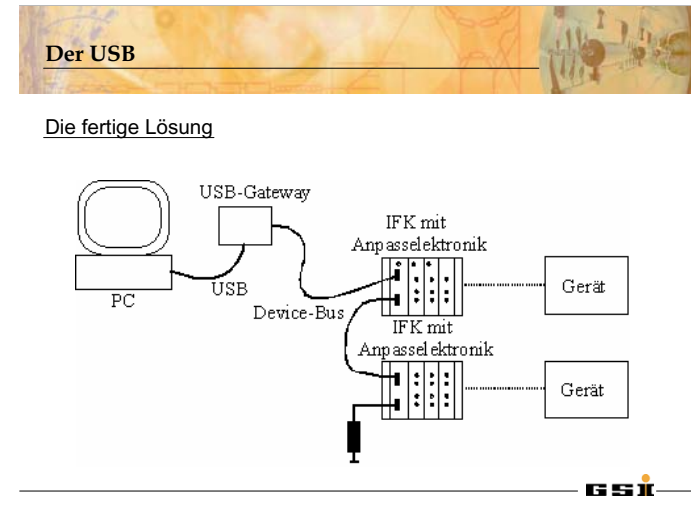 Der USB
Die fertige Lösung
USB-Gateway
IFK mit
Anpasselektronik
PC
USB
Device-Bus
Gerät
IFK mit
Anpasselektronik
Gerät
GSI